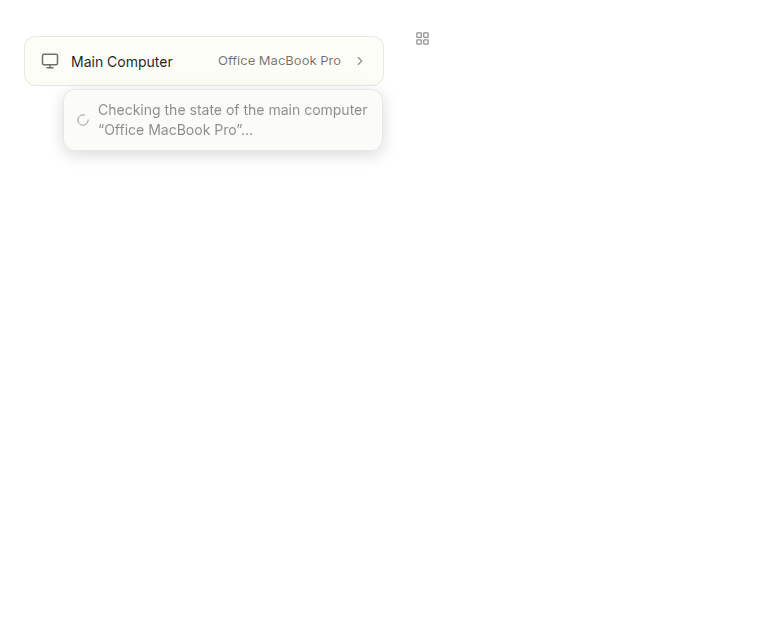 Main Computer
Office MacBook Pro
Checking the state of the main computer
“Office MacBook Pro”...